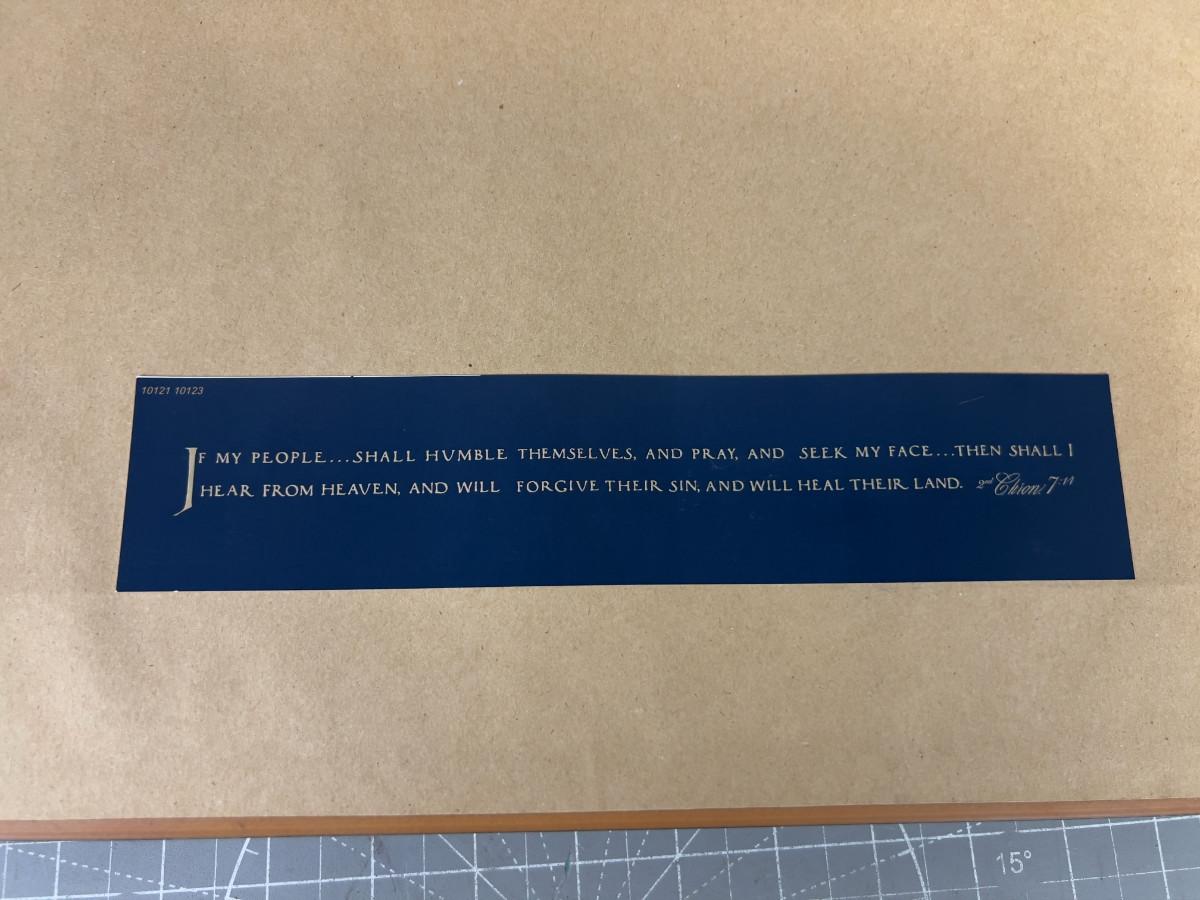 10121 10123
IF MY PEOPLE...SHALL HUMBLE THEMSELVES, AND PRAY, AND SEEK MY FACE...THEN SHALL I
HEAR FROM HEAVEN, AND WILL FORGIVE THEIR SIN, AND WILL HEAL THEIR LAND. 2nd Chron 7:14
15°